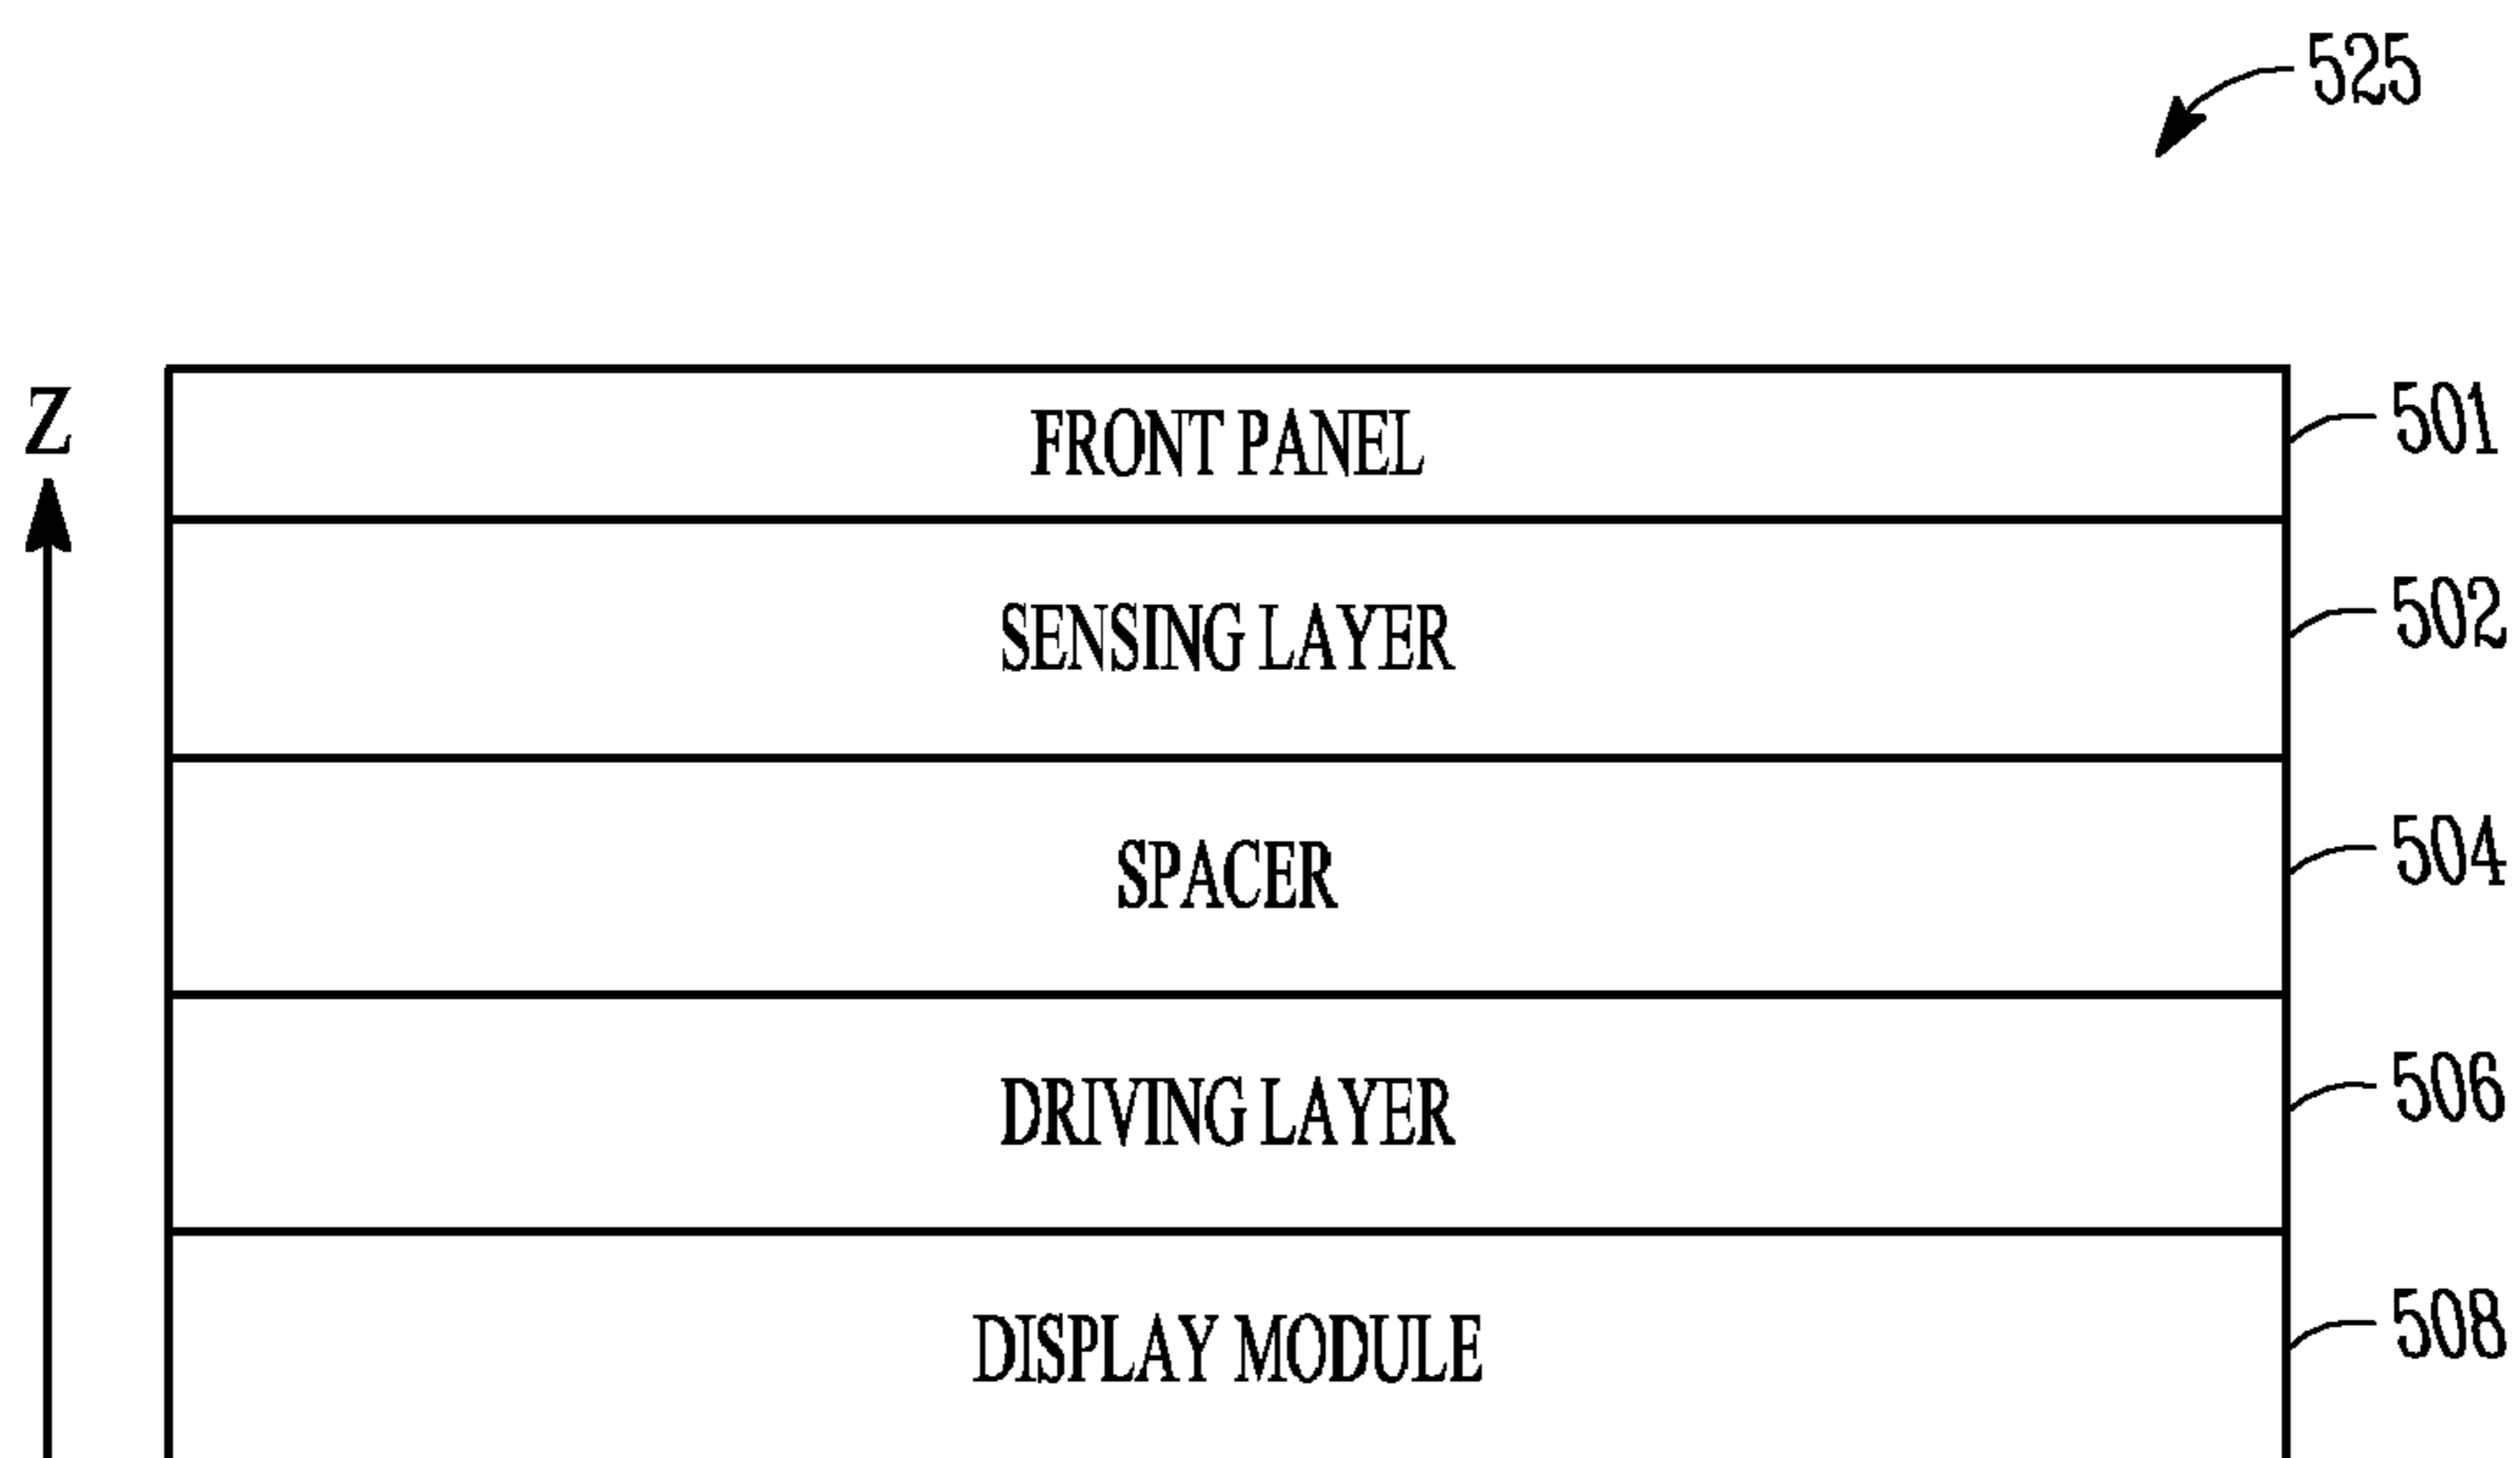 525
Z
FRONT PANEL 501
SENSING LAYER 502
SPACER 504
DRIVING LAYER 506
DISPLAY MODULE 508